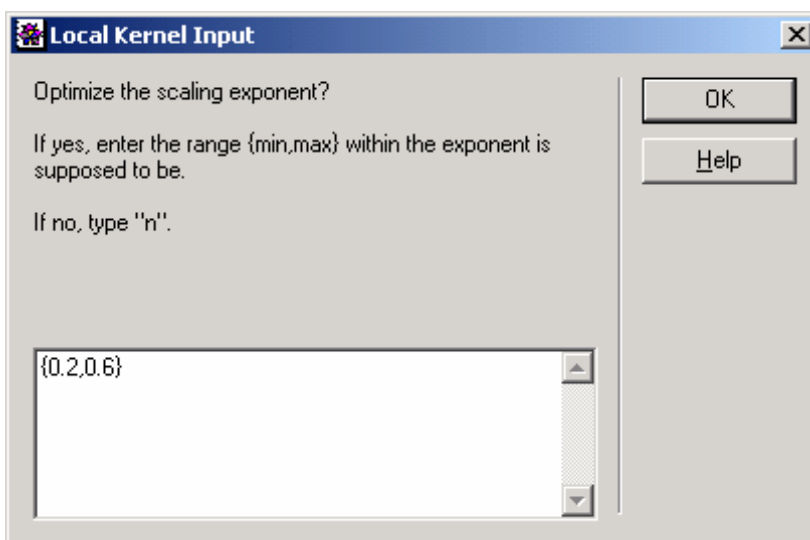 Local Kernel Input
Optimize the scaling exponent?
If yes, enter the range {min,max} within the exponent is
supposed to be.
If no, type "n".
{0.2,0.6}
OK
Help